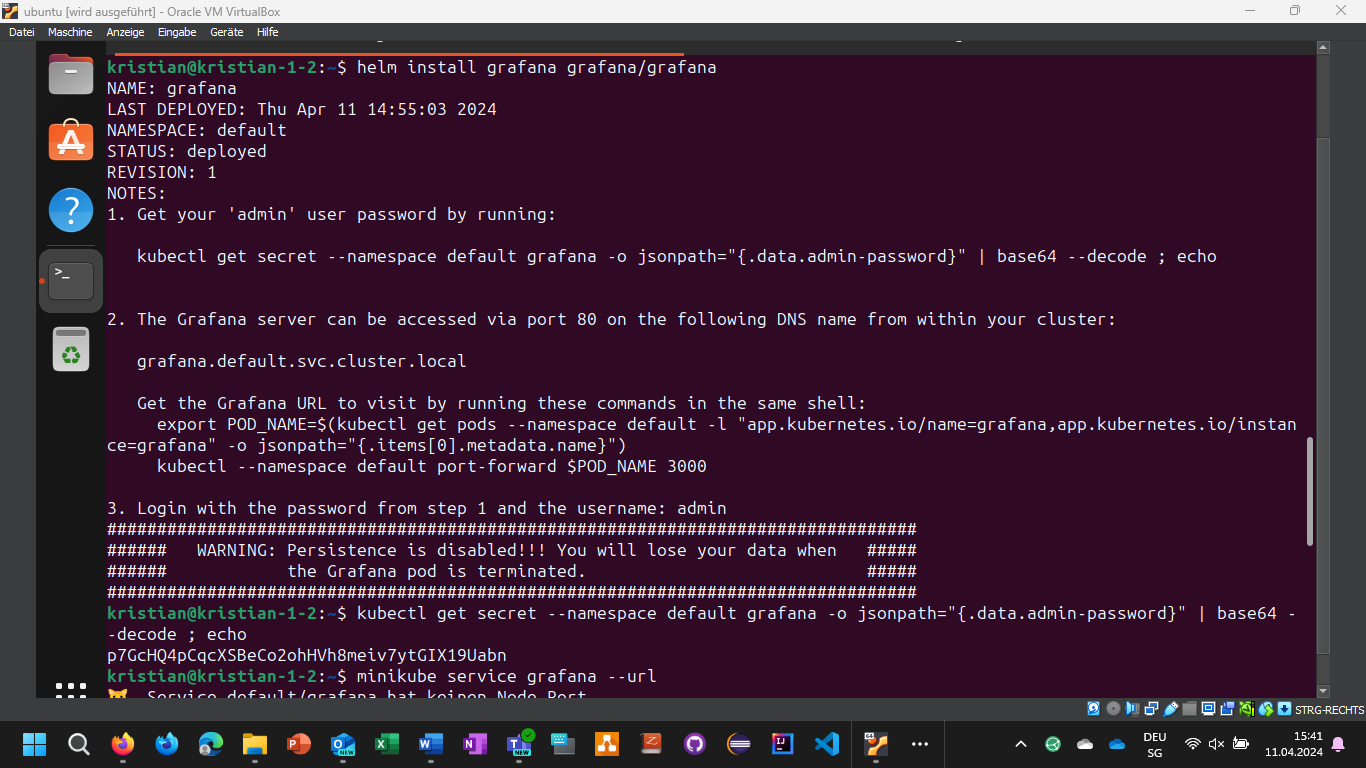 ubuntu [wird ausgeführt] - Oracle VM VirtualBox
Datei Maschine Anzeige Eingabe Geräte Hilfe
kristian@kristian-1-2:~$ helm install grafana grafana/grafana
NAME: grafana
LAST DEPLOYED: Thu Apr 11 14:55:03 2024
NAMESPACE: default
STATUS: deployed
REVISION: 1
NOTES:
1. Get your 'admin' user password by running:
kubectl get secret --namespace default grafana -o jsonpath="{.data.admin-password}" | base64 --decode ; echo
2. The Grafana server can be accessed via port 80 on the following DNS name from within your cluster:
grafana.default.svc.cluster.local
Get the Grafana URL to visit by running these commands in the same shell:
export POD_NAME=$(kubectl get pods --namespace default -l "app.kubernetes.io/name=grafana,app.kubernetes.io/instan
ce=grafana" -o jsonpath="{.items[0].metadata.name}")
kubectl --namespace default port-forward $POD_NAME 3000
3. Login with the password from step 1 and the username: admin
#################################################################################
###### WARNING: Persistence is disabled!!! You will lose your data when #####
###### the Grafana pod is terminated. #####
#################################################################################
kristian@kristian-1-2:~$ kubectl get secret --namespace default grafana -o jsonpath="{.data.admin-password}" | base64 -
-decode ; echo
p7GcHQ4pCqcXSBeCo2ohHVh8meiv7ytGIX19Uabn
kristian@kristian-1-2:~$ minikube service grafana --url
Service default/grafana hat keinen Node Port
STRG-RECHTS
DEU
SG
15:41
11.04.2024